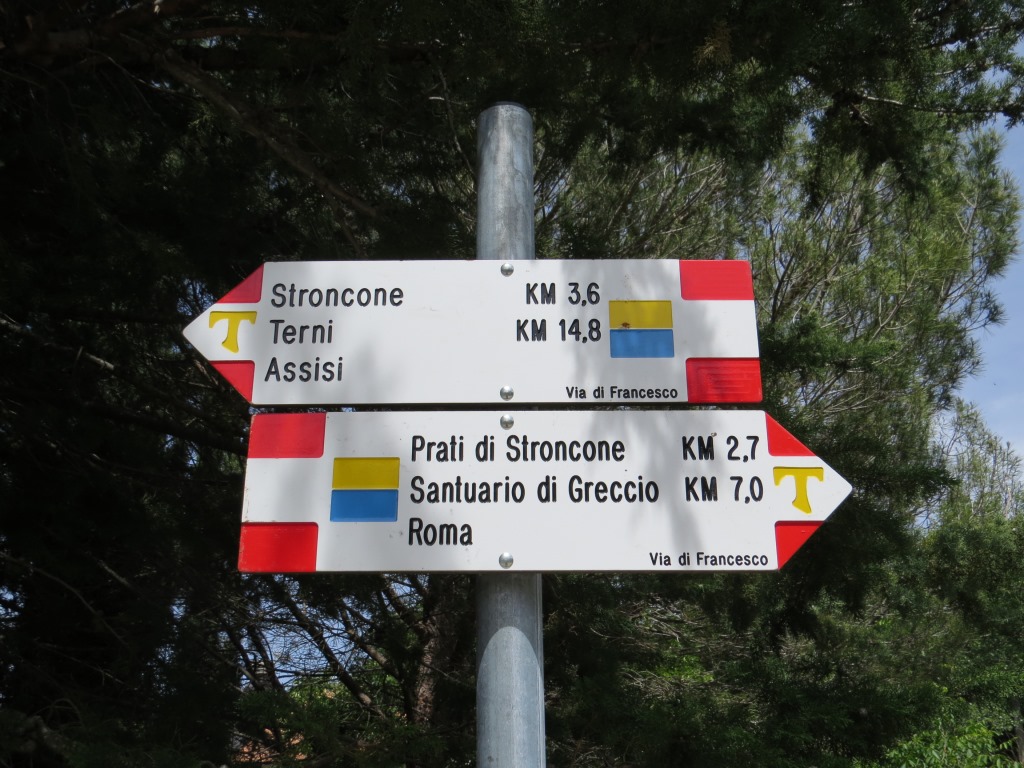 Stroncone KM 3,6
Terni KM 14,8
Assisi
Via di Francesco
Prati di Stroncone KM 2,7
Santuario di Greccio KM 7,0
Roma
Via di Francesco